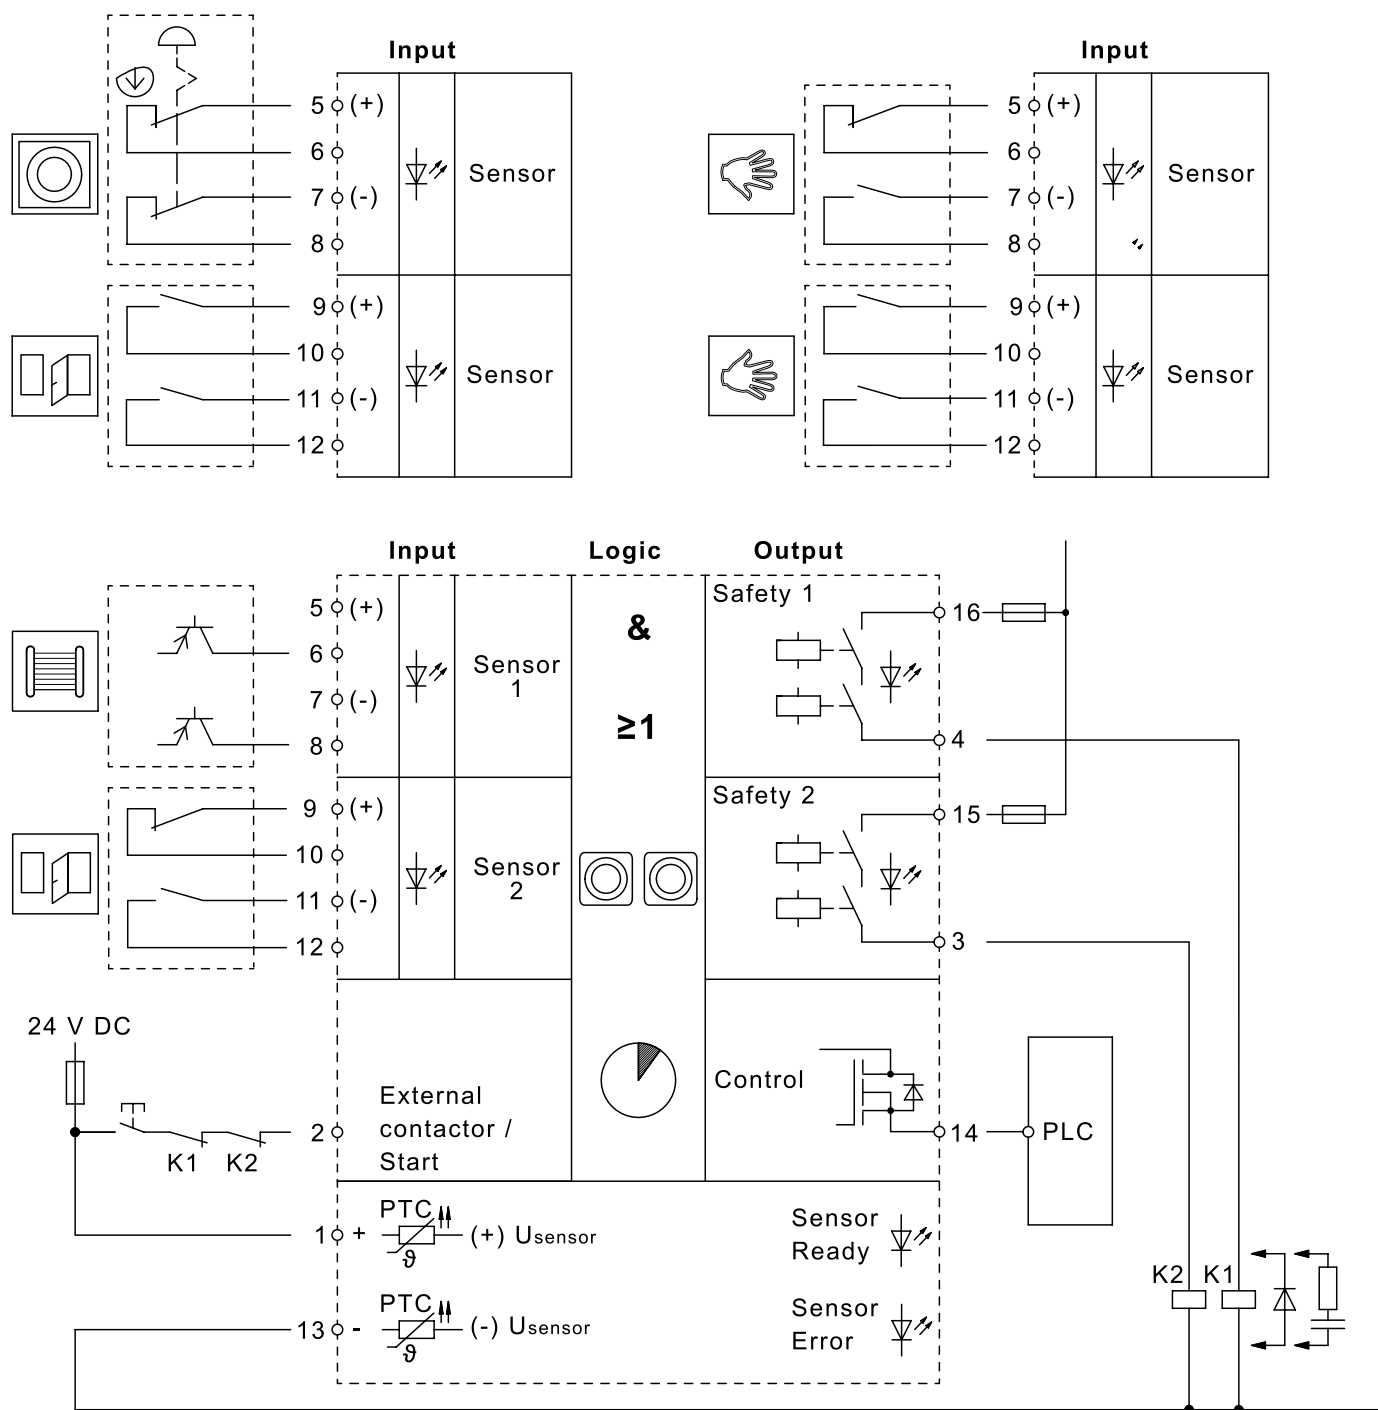 Input
5 (+)
6
7 (-)
8
Sensor
9 (+)
10
11 (-)
12
Sensor
Input
5 (+)
6
7 (-)
8
Sensor
9 (+)
10
11 (-)
12
Sensor
Input Logic Output
5 (+)
6
7 (-)
8
Sensor
1
9 (+)
10
11 (-)
12
Sensor
2
&
≥1
Safety 1
16
4
Safety 2
15
3
24 V DC
K1 K2
2
External
contactor /
Start
Control
14
PLC
1 + PTC (+) Usensor
ϑ
13 - PTC (-) Usensor
ϑ
Sensor
Ready
Sensor
Error
K2 K1